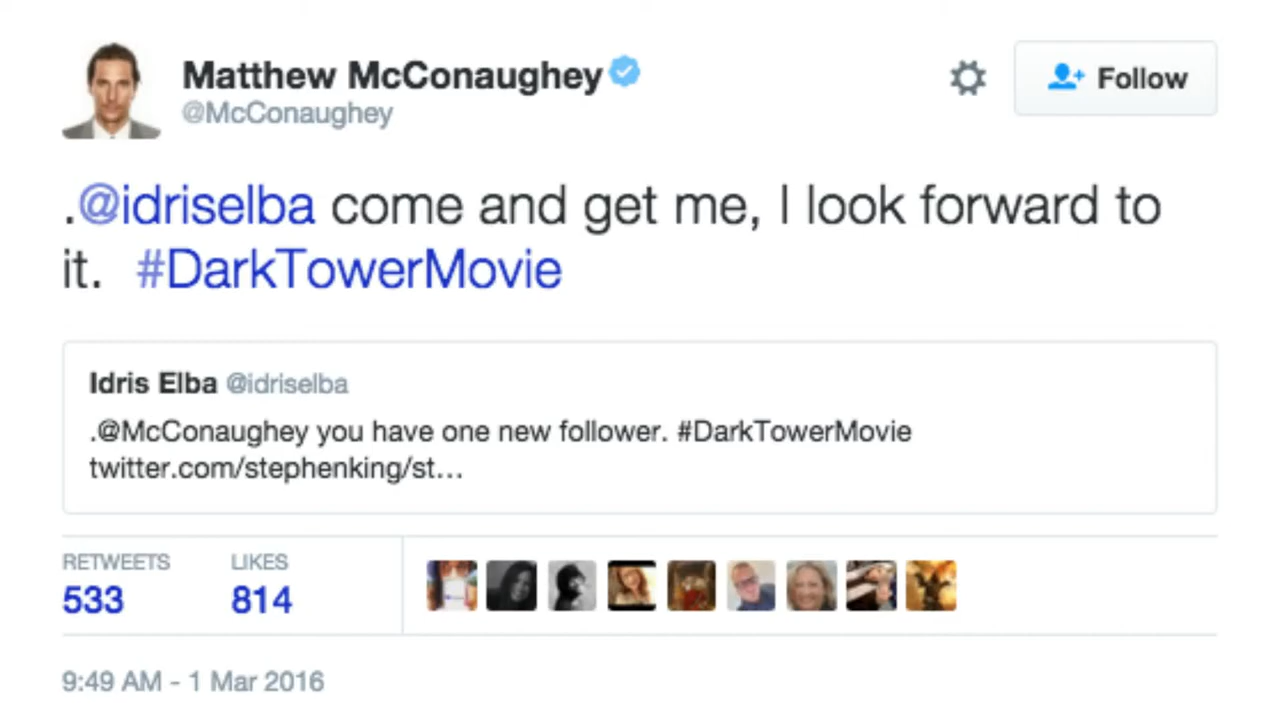 Matthew McConaughey
@McConaughey
Follow
.@idriselba come and get me, I look forward to
it. #DarkTowerMovie
Idris Elba @idriselba
.@McConaughey you have one new follower. #DarkTowerMovie
twitter.com/stephenking/st...
RETWEETS LIKES
533 814
9:49 AM - 1 Mar 2016